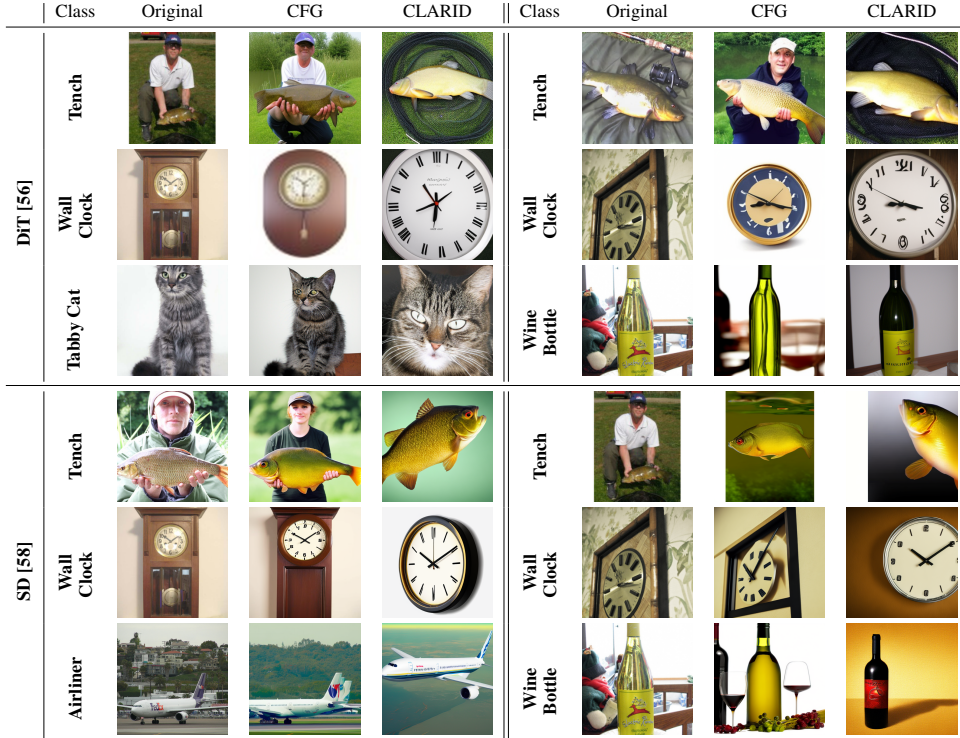 Class Original CFG CLARID Class Original CFG CLARID
DiT [56]
Tench
Tench
Wall
Clock
Wall
Clock
Tabby Cat
Wine
Bottle
SD [58]
Tench
Tench
Wall
Clock
Wall
Clock
Airliner
FedEx
Wine
Bottle